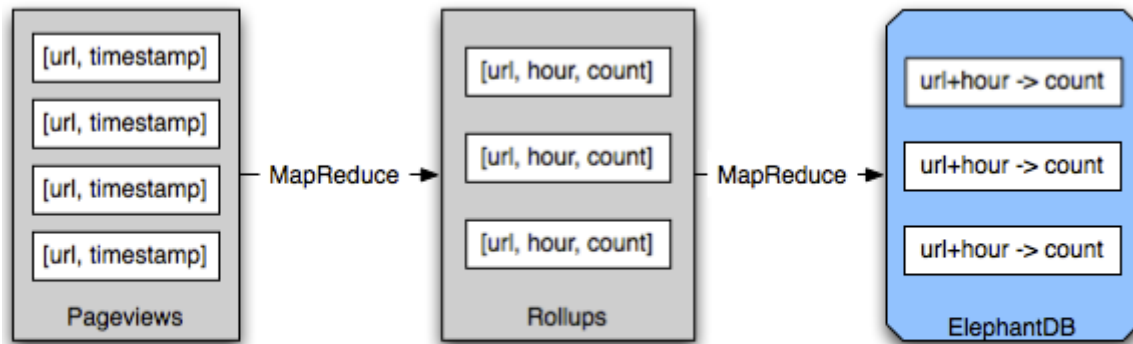 [url, timestamp]
[url, timestamp]
[url, timestamp]
[url, timestamp]
Pageviews
MapReduce
[url, hour, count]
[url, hour, count]
[url, hour, count]
Rollups
MapReduce
url+hour -> count
url+hour -> count
url+hour -> count
ElephantDB